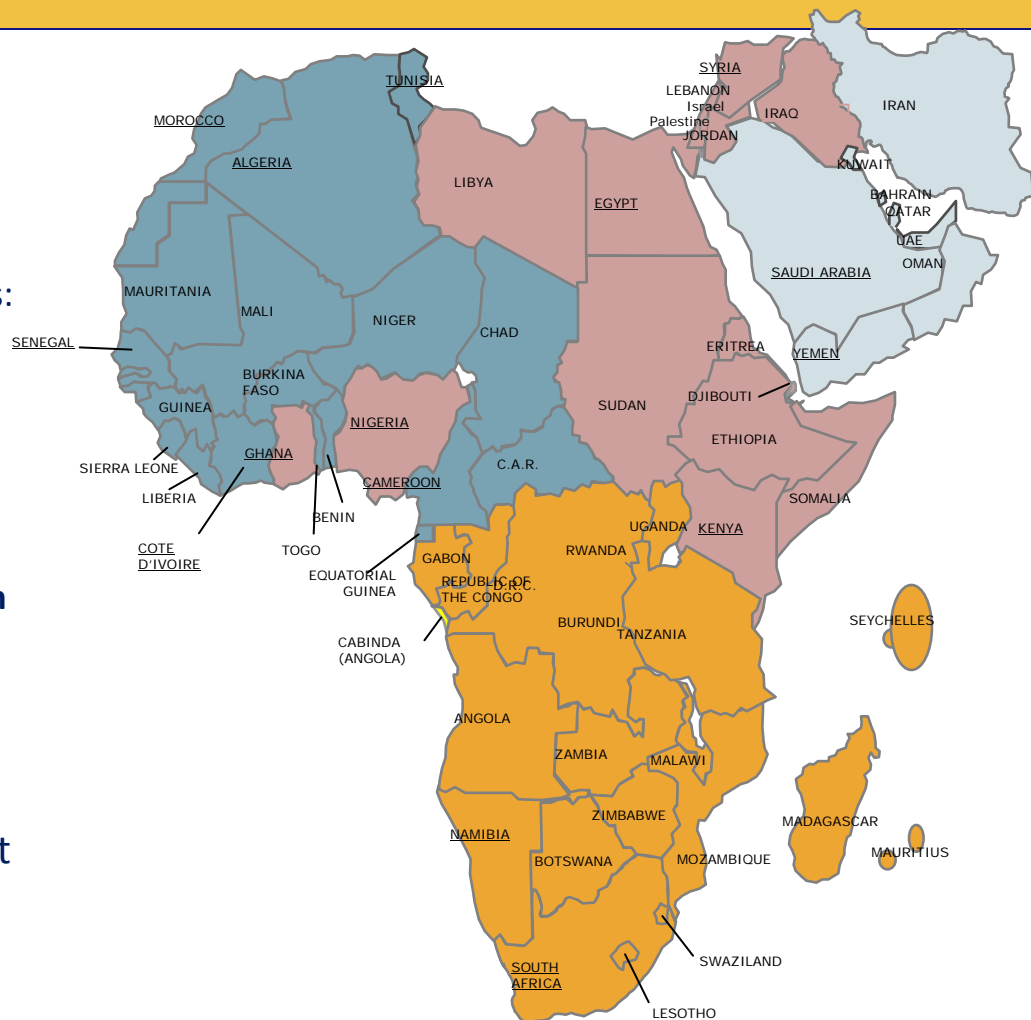 TUNISIA
MOROCCO
ALGERIA
LIBYA
EGYPT
SYRIA
LEBANON
Israel
Palestine
JORDAN
IRAQ
IRAN
KUWAIT
BAHRAIN
QATAR
UAE
OMAN
SAUDI ARABIA
YEMEN
s:
MAURITANIA
MALI
NIGER
CHAD
SENEGAL
BURKINA
FASO
GUINEA
NIGERIA
GHANA
CAMEROON
C.A.R.
SUDAN
ERITREA
DJIBOUTI
ETHIOPIA
SOMALIA
SIERRA LEONE
LIBERIA
BENIN
TOGO
COTE
D'IVOIRE
EQUATORIAL
GUINEA
GABON
REPUBLIC OF
THE CONGO
D.R.C.
UGANDA
KENYA
RWANDA
BURUNDI
TANZANIA
n
CABINDA
(ANGOLA)
SEYCHELLES
ANGOLA
ZAMBIA
MALAWI
ZIMBABWE
NAMIBIA
BOTSWANA
MOZAMBIQUE
MADAGASCAR
MAURITIUS
t
SWAZILAND
SOUTH
AFRICA
LESOTHO